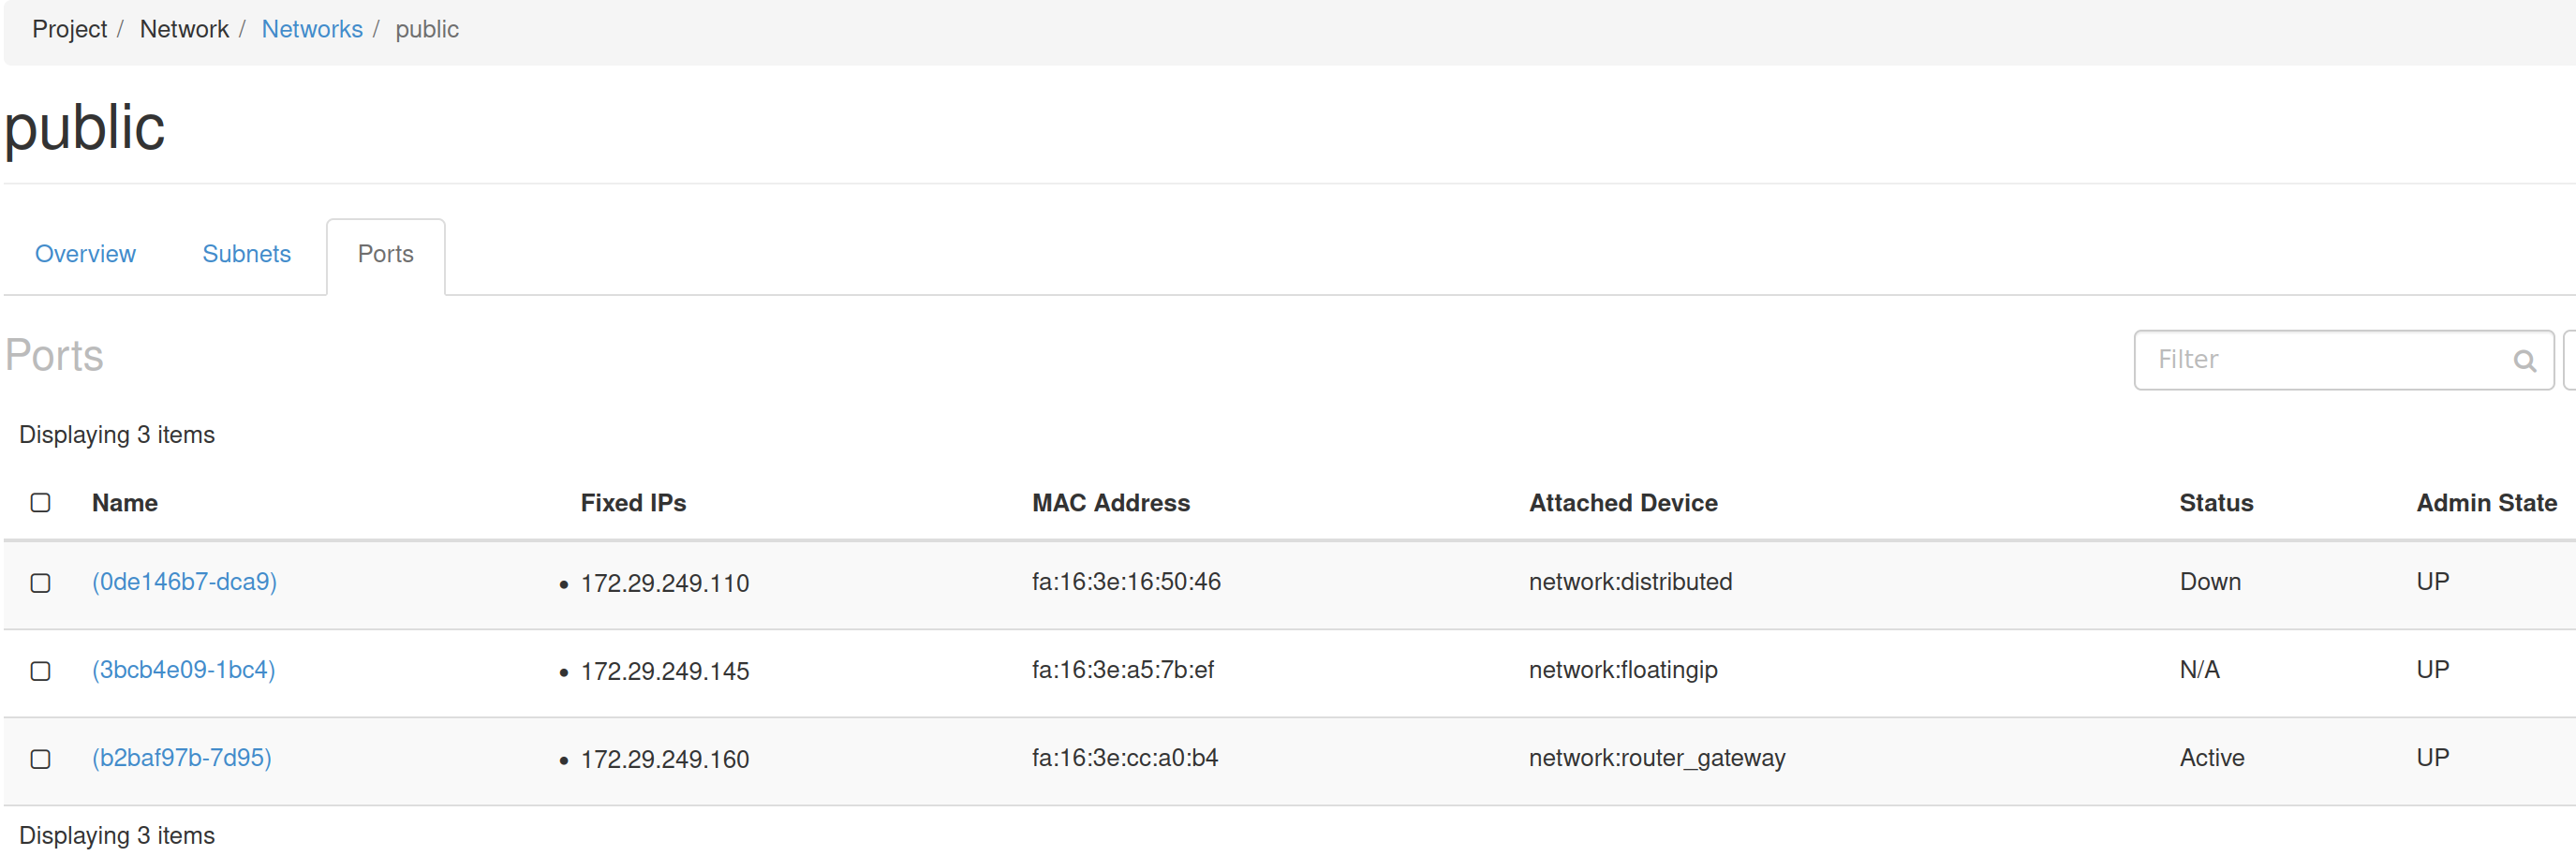 Project / Network / Networks / public
public
Overview Subnets Ports
Ports
Filter
Displaying 3 items
Name Fixed IPs MAC Address Attached Device Status Admin State
(0de146b7-dca9) • 172.29.249.110 fa:16:3e:16:50:46 network:distributed Down UP
(3bcb4e09-1bc4) • 172.29.249.145 fa:16:3e:a5:7b:ef network:floatingip N/A UP
(b2baf97b-7d95) • 172.29.249.160 fa:16:3e:cc:a0:b4 network:router_gateway Active UP
Displaying 3 items